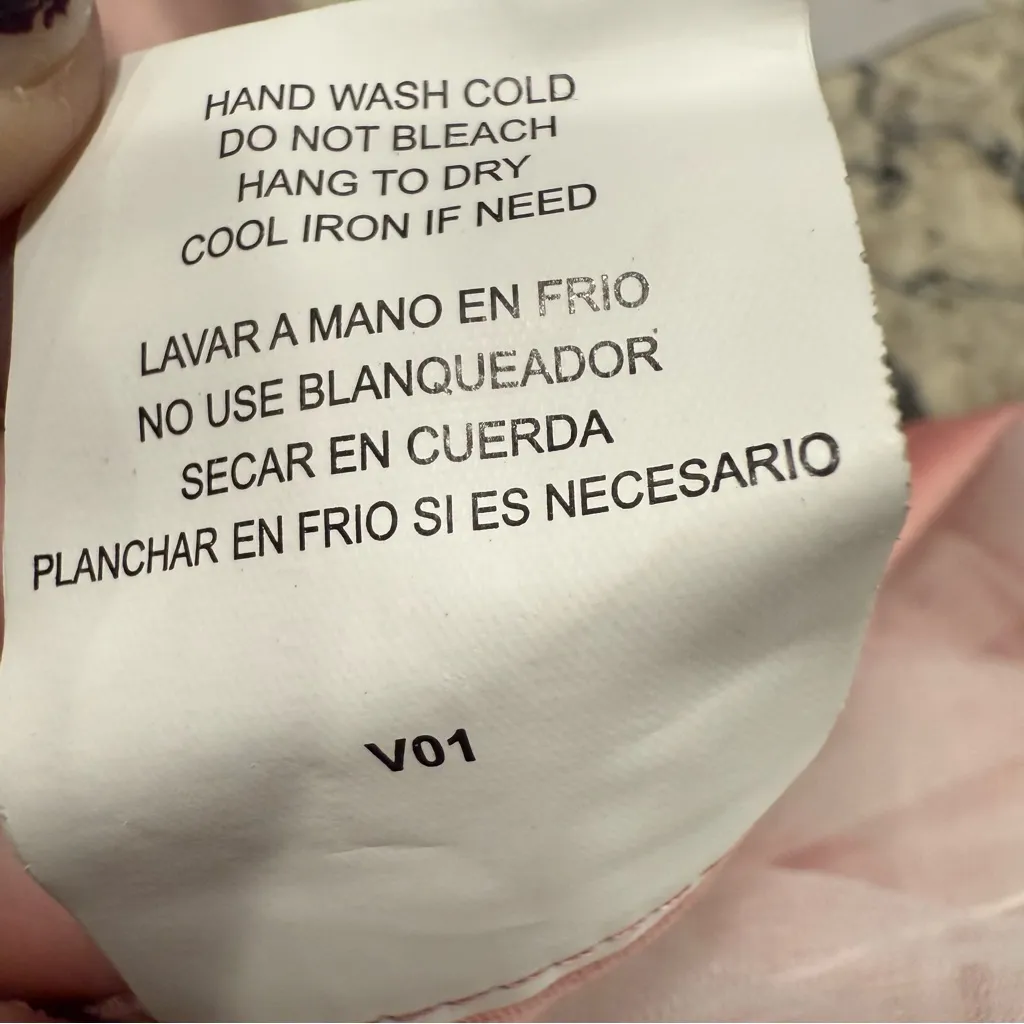 HAND WASH COLD
DO NOT BLEACH
HANG TO DRY
COOL IRON IF NEED
LAVAR A MANO EN FRIO
NO USE BLANQUEADOR
SECAR EN CUERDA
PLANCHAR EN FRIO SI ES NECESARIO
V01